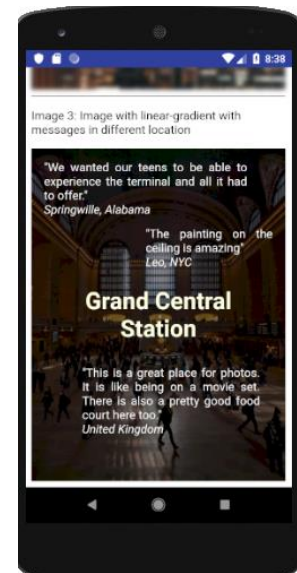 8:38
Image 3: Image with linear-gradient with
messages in different location
"We wanted our teens to be able to
experience the terminal and all it had
to offer."
Springwille, Alabama
"The painting on the
ceiling is amazing"
Leo, NYC
Grand Central
Station
"This is a great place for photos.
It is like being on a movie set.
There is also a pretty good food
court here too."
United Kingdom